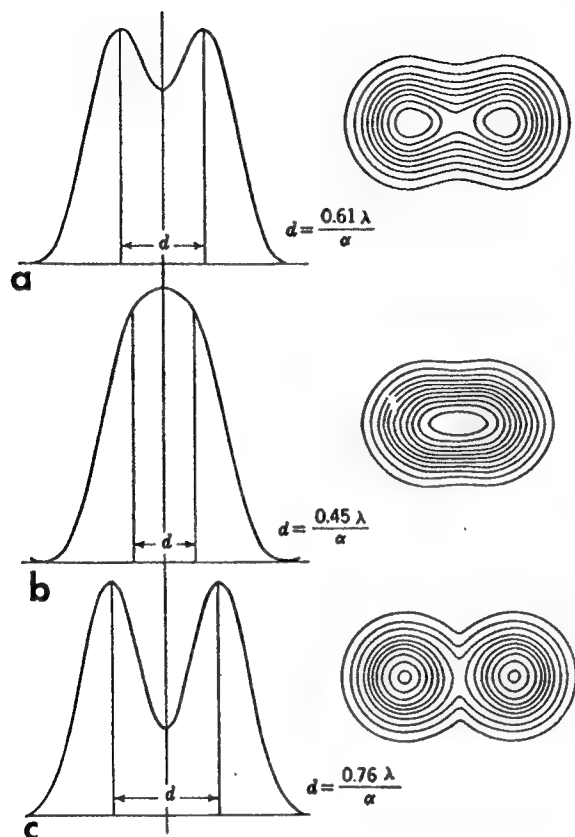 d
d = 0.61 λ / α
a
d
d = 0.45 λ / α
b
d
d = 0.76 λ / α
c